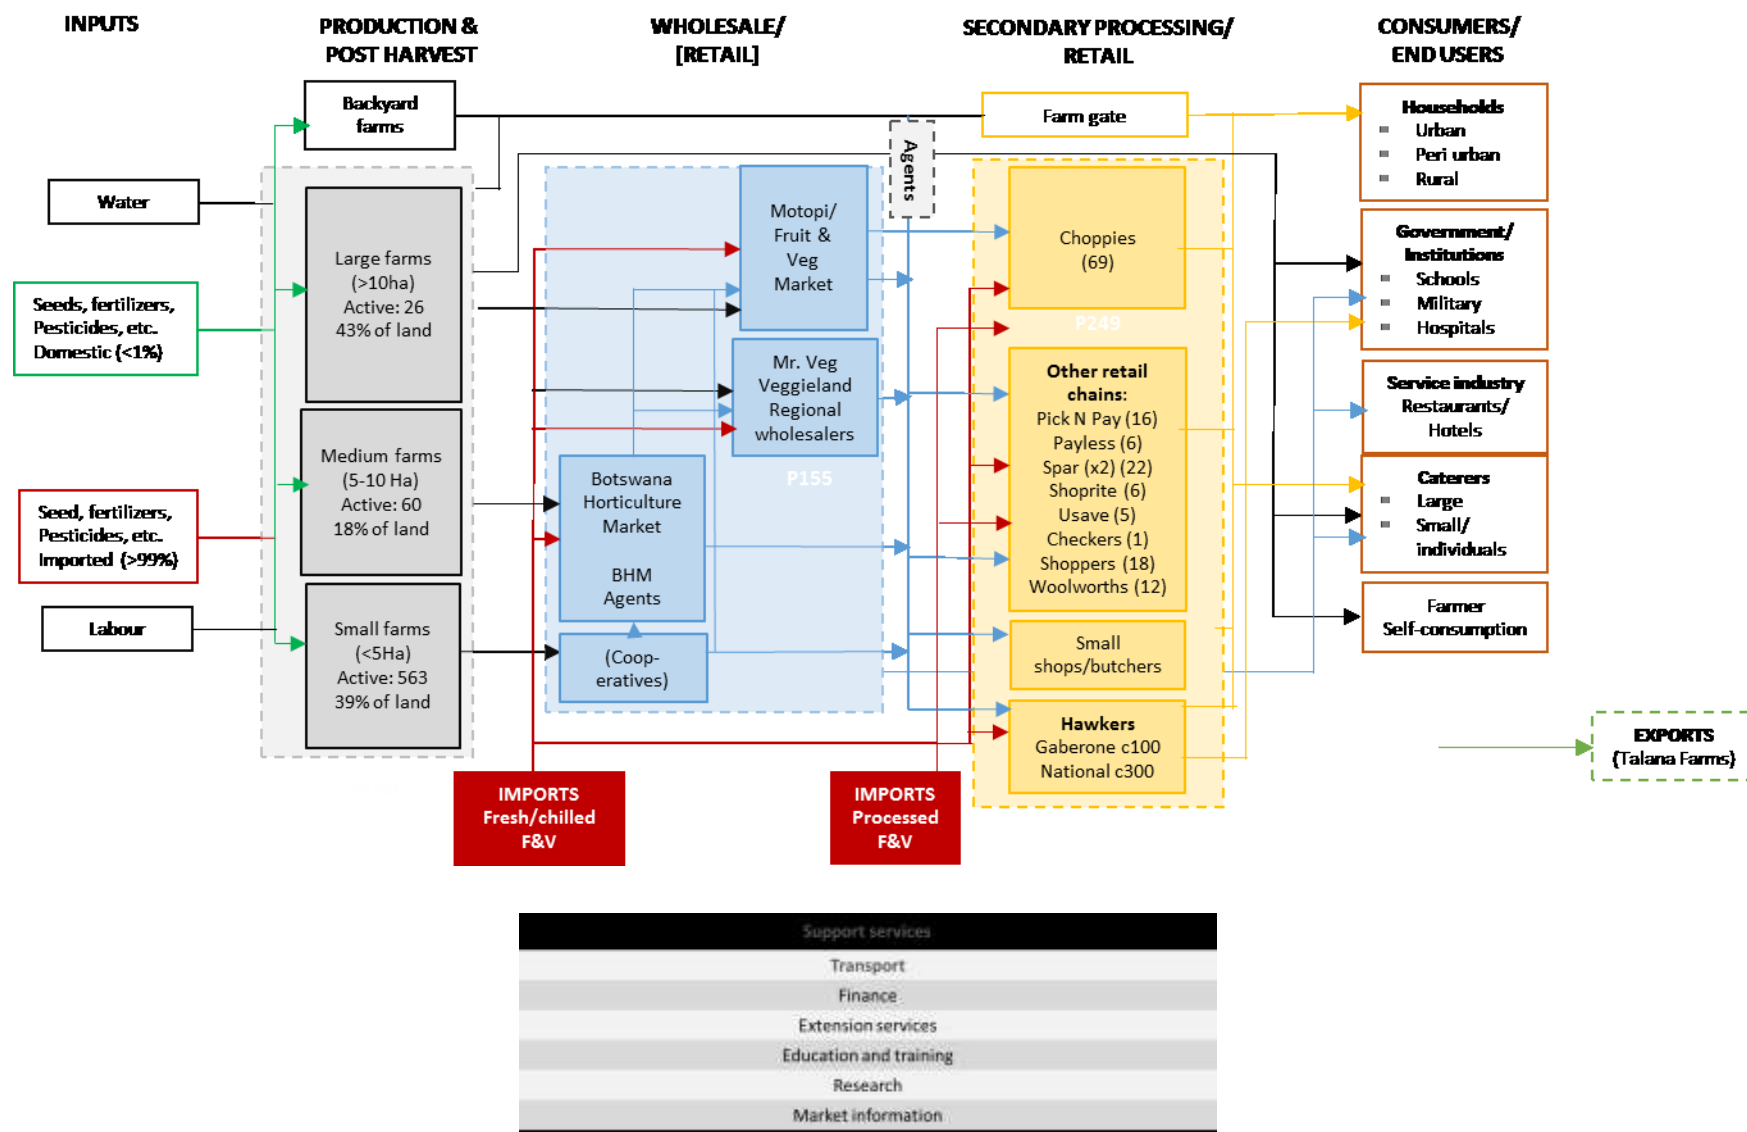 INPUTS
PRODUCTION &
POST HARVEST
WHOLESALE/
[RETAIL]
SECONDARY PROCESSING/
RETAIL
CONSUMERS/
END USERS
Water
Seeds, fertilizers,
Pesticides, etc.
Domestic (<1%)
Seed, fertilizers,
Pesticides, etc.
Imported (>99%)
Labour
Backyard
farms
Large farms
(>10ha)
Active: 26
43% of land
Medium farms
(5-10 Ha)
Active: 60
18% of land
Small farms
(<5Ha)
Active: 563
39% of land
Motopi/
Fruit &
Veg
Market
Mr. Veg
Veggieland
Regional
wholesalers
P155
Botswana
Horticulture
Market
BHM
Agents
(Coop-
eratives)
IMPORTS
Fresh/chilled
F&V
Agents
IMPORTS
Processed
F&V
Farm gate
Choppies
(69)
P249
Other retail
chains:
Pick N Pay (16)
Payless (6)
Spar (x2) (22)
Shoprite (6)
Usave (5)
Checkers (1)
Shoppers (18)
Woolworths (12)
Small
shops/butchers
Hawkers
Gaberone c100
National c300
Households
Urban
Peri urban
Rural
Government/
Institutions
Schools
Military
Hospitals
Service industry
Restaurants/
Hotels
Caterers
Large
Small/
individuals
Farmer
Self-consumption
EXPORTS
(Talana Farms)
Support services
Transport
Finance
Extension services
Education and training
Research
Market information